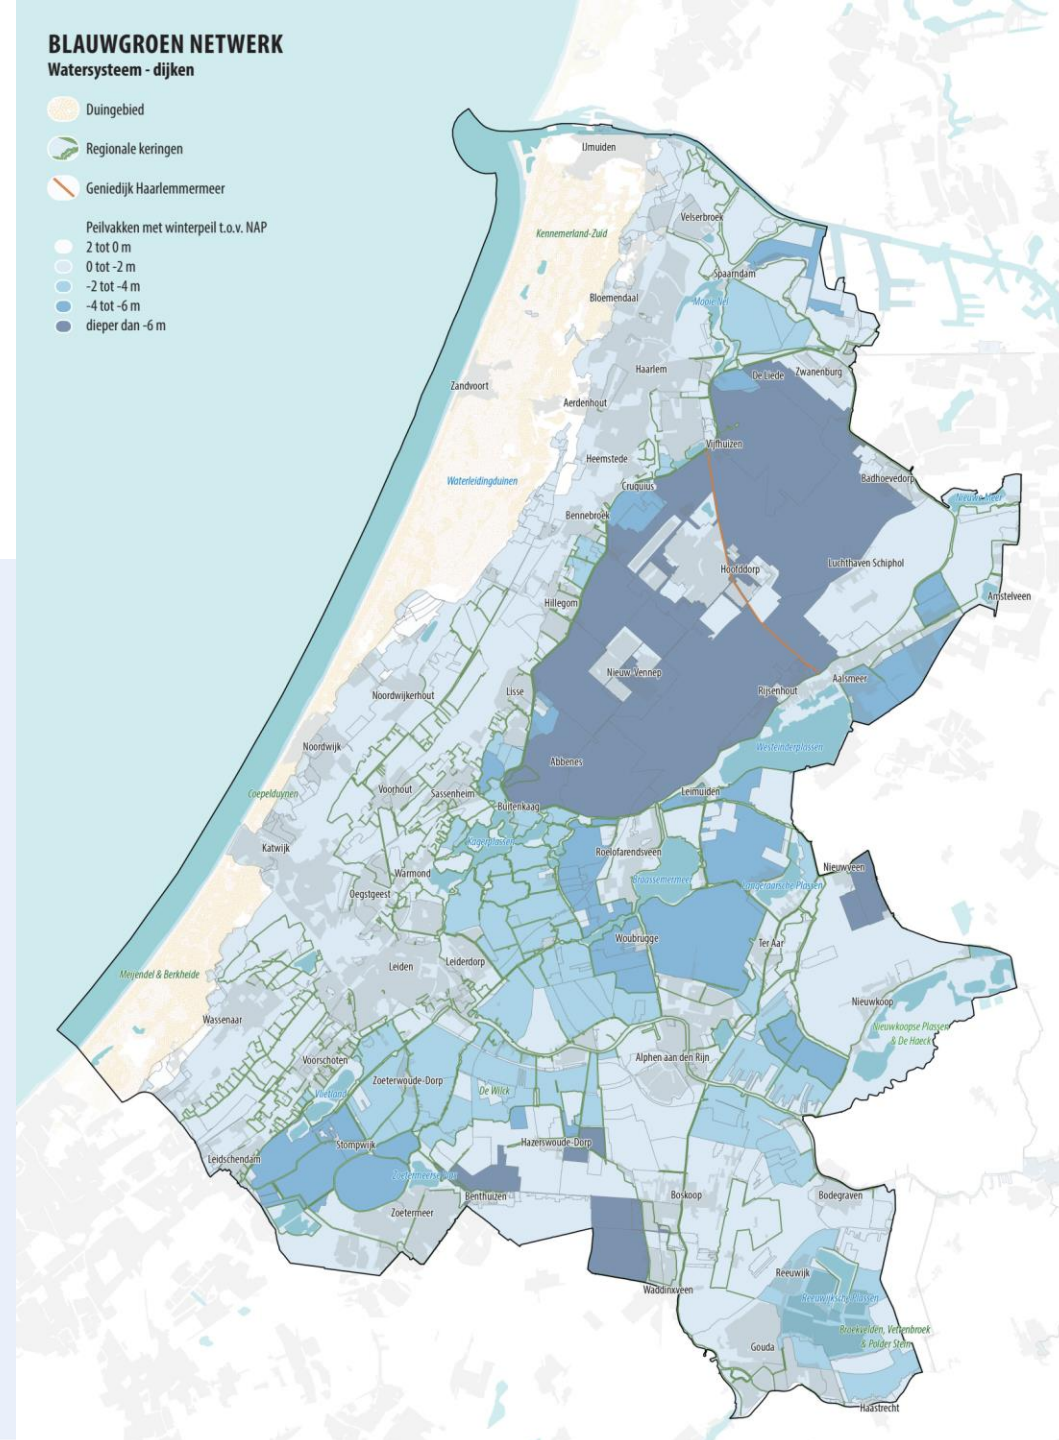 BLAUWGROEN NETWERK
Watersysteem - dijken
Duingebied
Regionale keringen
Geniedijk Haarlemmermeer
Peilvakken met winterpeil t.o.v. NAP
2 tot 0 m
0 tot -2 m
-2 tot -4 m
-4 tot -6 m
dieper dan -6 m
IJmuiden
Velserbroek
Kennemerland-Zuid
Spaarndam
Bloemendaal
Mooie Nel
Haarlem
De Liede
Zwanenburg
Zandvoort
Aerdenhout
Vijfhuizen
Heemstede
Badhoevedorp
Waterleidingduinen
Cruquius
Nieuwe Meer
Bennebroek
Luchthaven Schiphol
Hoofddorp
Amstelveen
Hillegom
Nieuw-Vennep
Aalsmeer
Lisse
Rijsenhout
Noordwijkerhout
Noordwijk
Westeinderplassen
Abbenes
Coepelduynen
Voorhout
Sassenheim
Leimuiden
Buitenkaag
Katwijk
Kagerplassen
Roelofarendsveen
Nieuwveen
Warmond
Braassemermeer
Langeraarsche Plassen
Oegstgeest
Woubrugge
Ter Aar
Leiden
Leiderdorp
Meijendel & Berkheide
Nieuwkoop
Wassenaar
Nieuwkoopse Plassen
& De Haeck
Voorschoten
Alphen aan den Rijn
Zoeterwoude-Dorp
Vlietland
De Wilck
Stompwijk
Hazerswoude-Dorp
Leidschendam
Zoetermeerse Plas
Benthuizen
Boskoop
Bodegraven
Zoetermeer
Reeuwijk
Waddinxveen
Reeuwijkse Plassen
Broekvelden, Vettenbroek
& Polder Stein
Gouda
Haastrecht